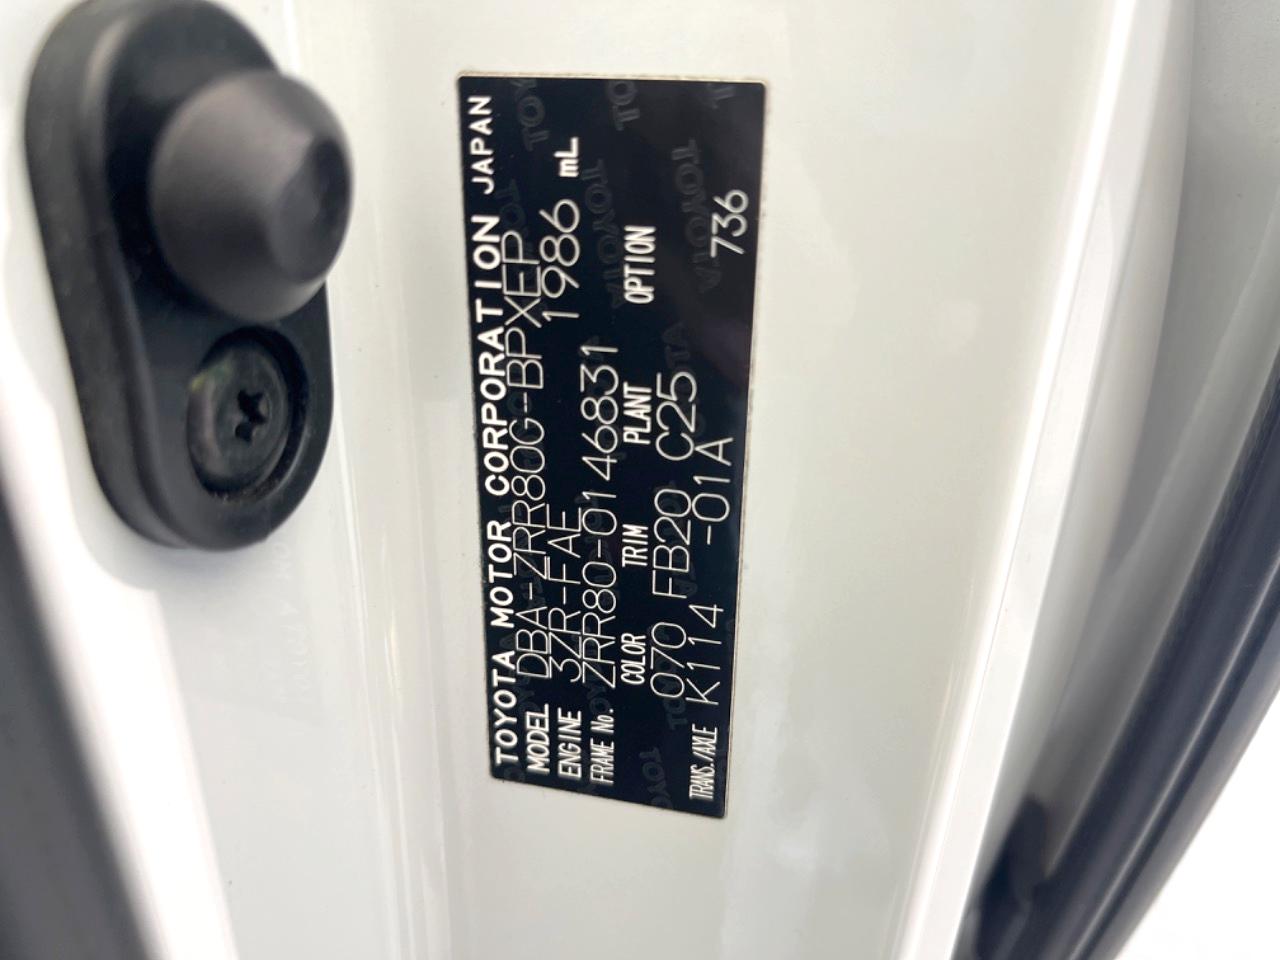 TOYOTA MOTOR CORPORATION JAPAN
MODEL DBA-ZRR80G-BPXEP
ENGINE 3ZR-FAE 1986 mL
FRAME No. ZRR80-0146831
COLOR TRIM PLANT OPTION
070 FB20 C25
TRANS./AXLE K114 -01A
736